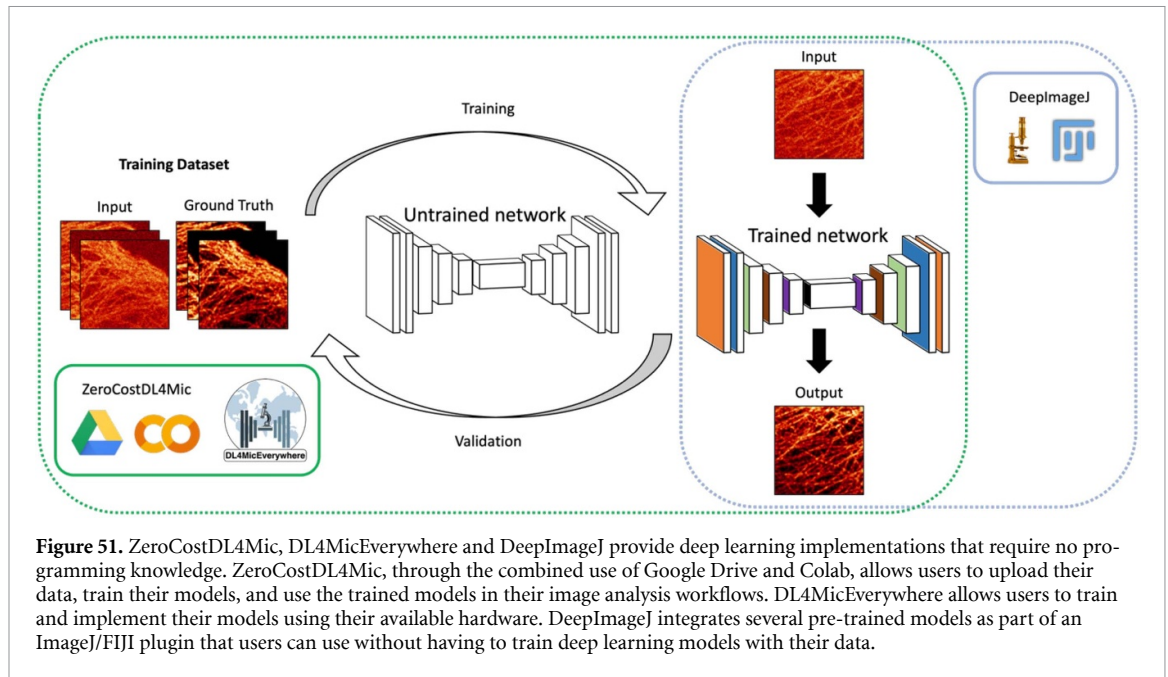 Training
Training Dataset
Input
Ground Truth
Untrained network
ZeroCostDL4Mic
DL4MicEverywhere
Validation
Input
Trained network
Output
DeepImageJ
Figure 51. ZeroCostDL4Mic, DL4MicEverywhere and DeepImageJ provide deep learning implementations that require no pro-
gramming knowledge. ZeroCostDL4Mic, through the combined use of Google Drive and Colab, allows users to upload their
data, train their models, and use the trained models in their image analysis workflows. DL4MicEverywhere allows users to train
and implement their models using their available hardware. DeepImageJ integrates several pre-trained models as part of an
ImageJ/FIJI plugin that users can use without having to train deep learning models with their data.